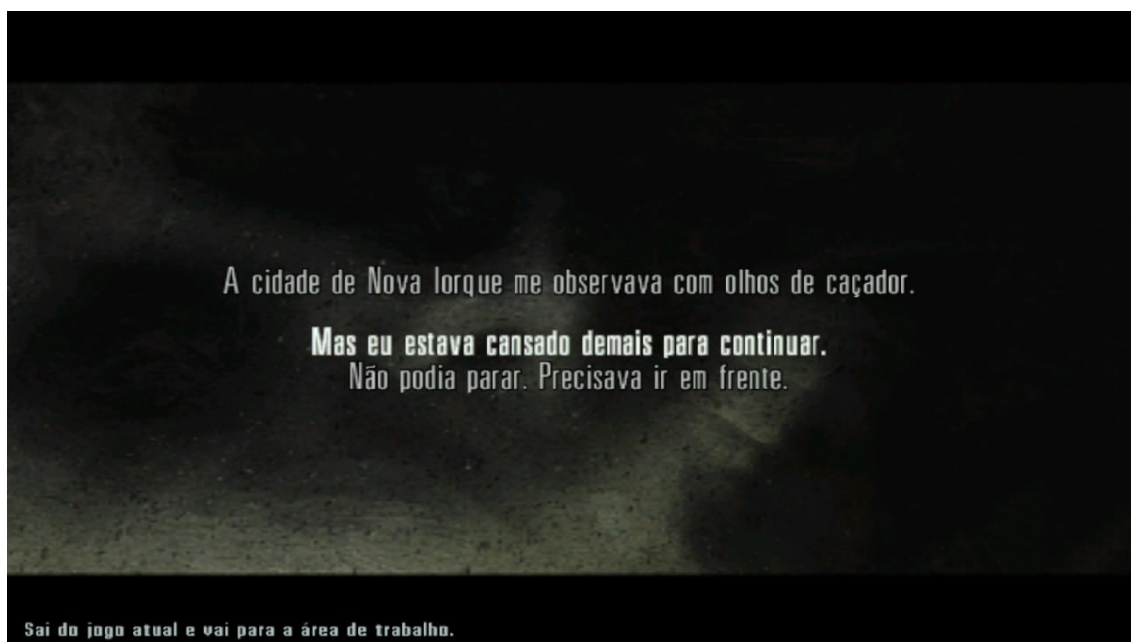 A cidade de Nova Iorque me observava com olhos de caçador.
Mas eu estava cansado demais para continuar.
Não podia parar. Precisava ir em frente.
Sai do jogo atual e vai para a área de trabalho.